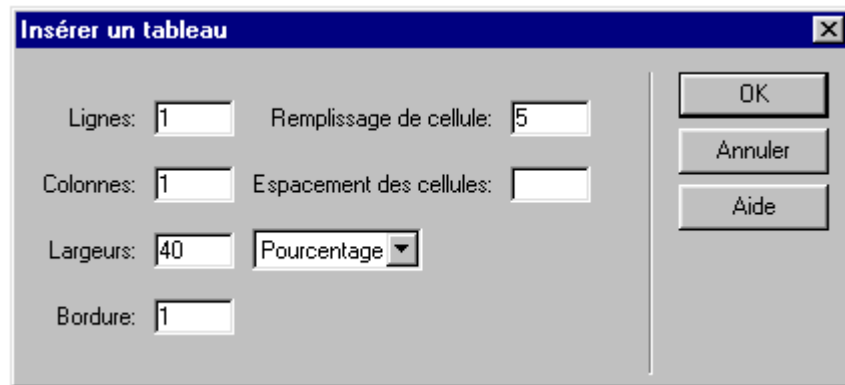 Insérer un tableau
Lignes: 1 Remplissage de cellule: 5
Colonnes: 1 Espacement des cellules:
Largeurs: 40 Pourcentage
Bordure: 1
OK
Annuler
Aide